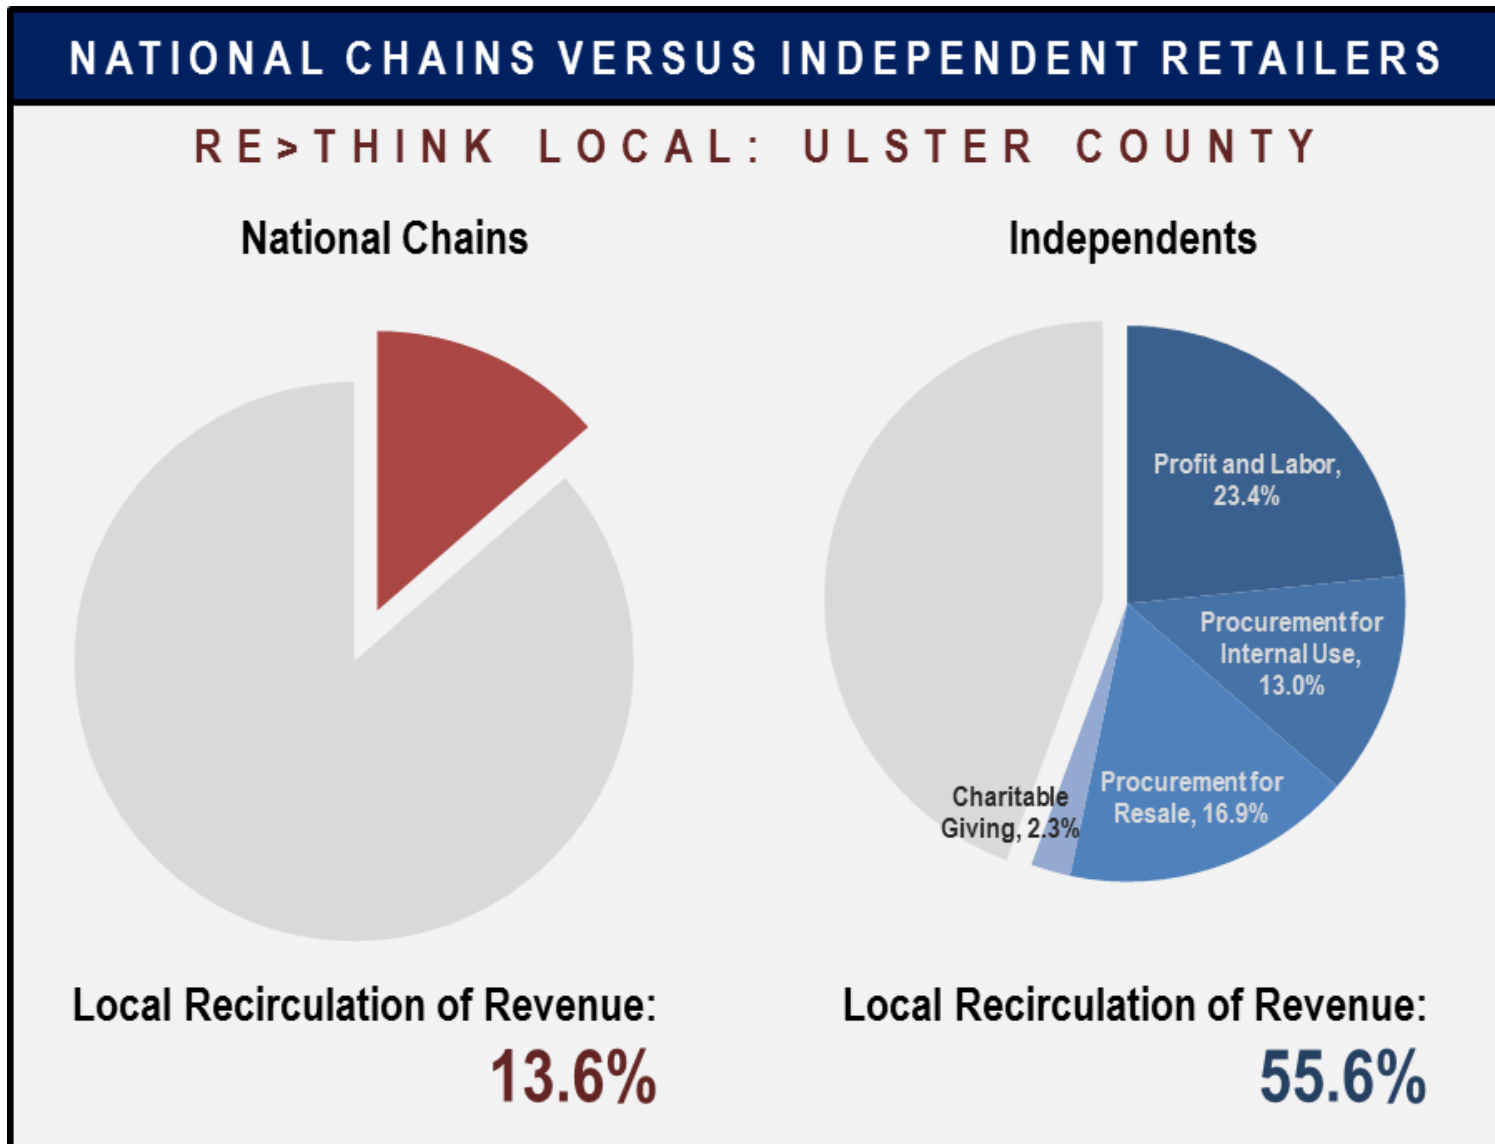 NATIONAL CHAINS VERSUS INDEPENDENT RETAILERS
RE>THINK LOCAL: ULSTER COUNTY
National Chains
Independents
Profit and Labor,
23.4%
Procurement for
Internal Use,
13.0%
Procurement for
Resale, 16.9%
Charitable
Giving, 2.3%
Local Recirculation of Revenue:
13.6%
Local Recirculation of Revenue:
55.6%